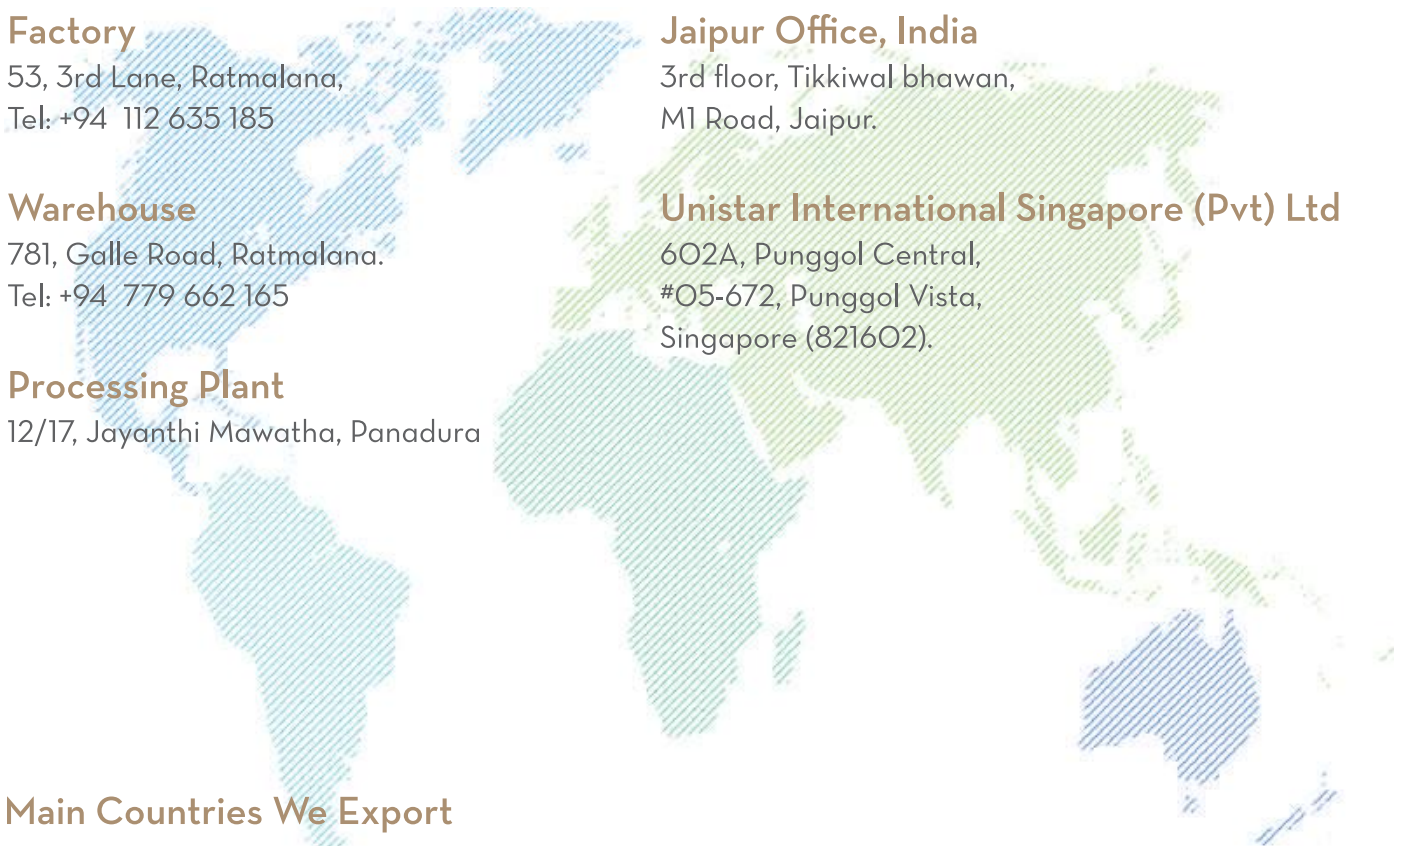 Factory
53, 3rd Lane, Ratmalana,
Tel: +94 112 635 185
Warehouse
781, Galle Road, Ratmalana.
Tel: +94 779 662 165
Processing Plant
12/17, Jayanthi Mawatha, Panadura
Jaipur Office, India
3rd floor, Tikkiwal bhawan,
M1 Road, Jaipur.
Unistar International Singapore (Pvt) Ltd
602A, Punggol Central,
#05-672, Punggol Vista,
Singapore (821602).
Main Countries We Export